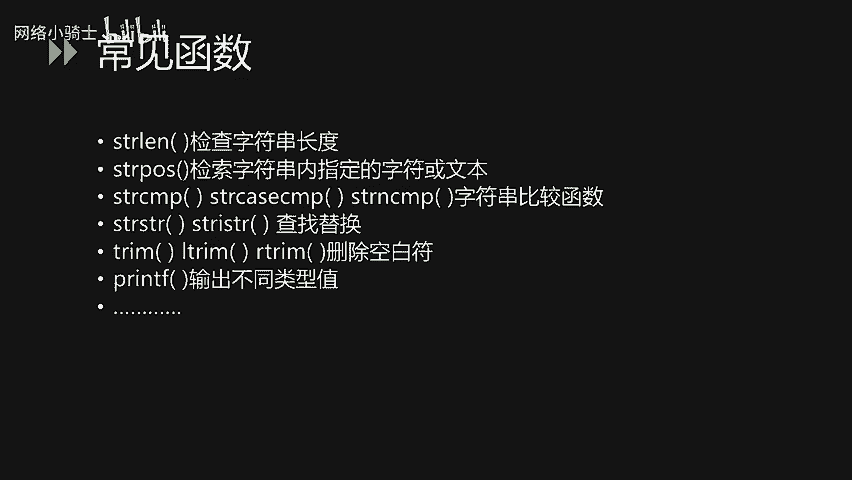 网络小骑士
bilibili
常见函数
• strlen( )检查字符串长度
• strpos()检索字符串内指定的字符或文本
• strcmp( ) strcasecmp( ) strncmp( )字符串比较函数
• strstr( ) stristr( ) 查找替换
• trim( ) ltrim( ) rtrim( )删除空白符
• printf( )输出不同类型值
• …………